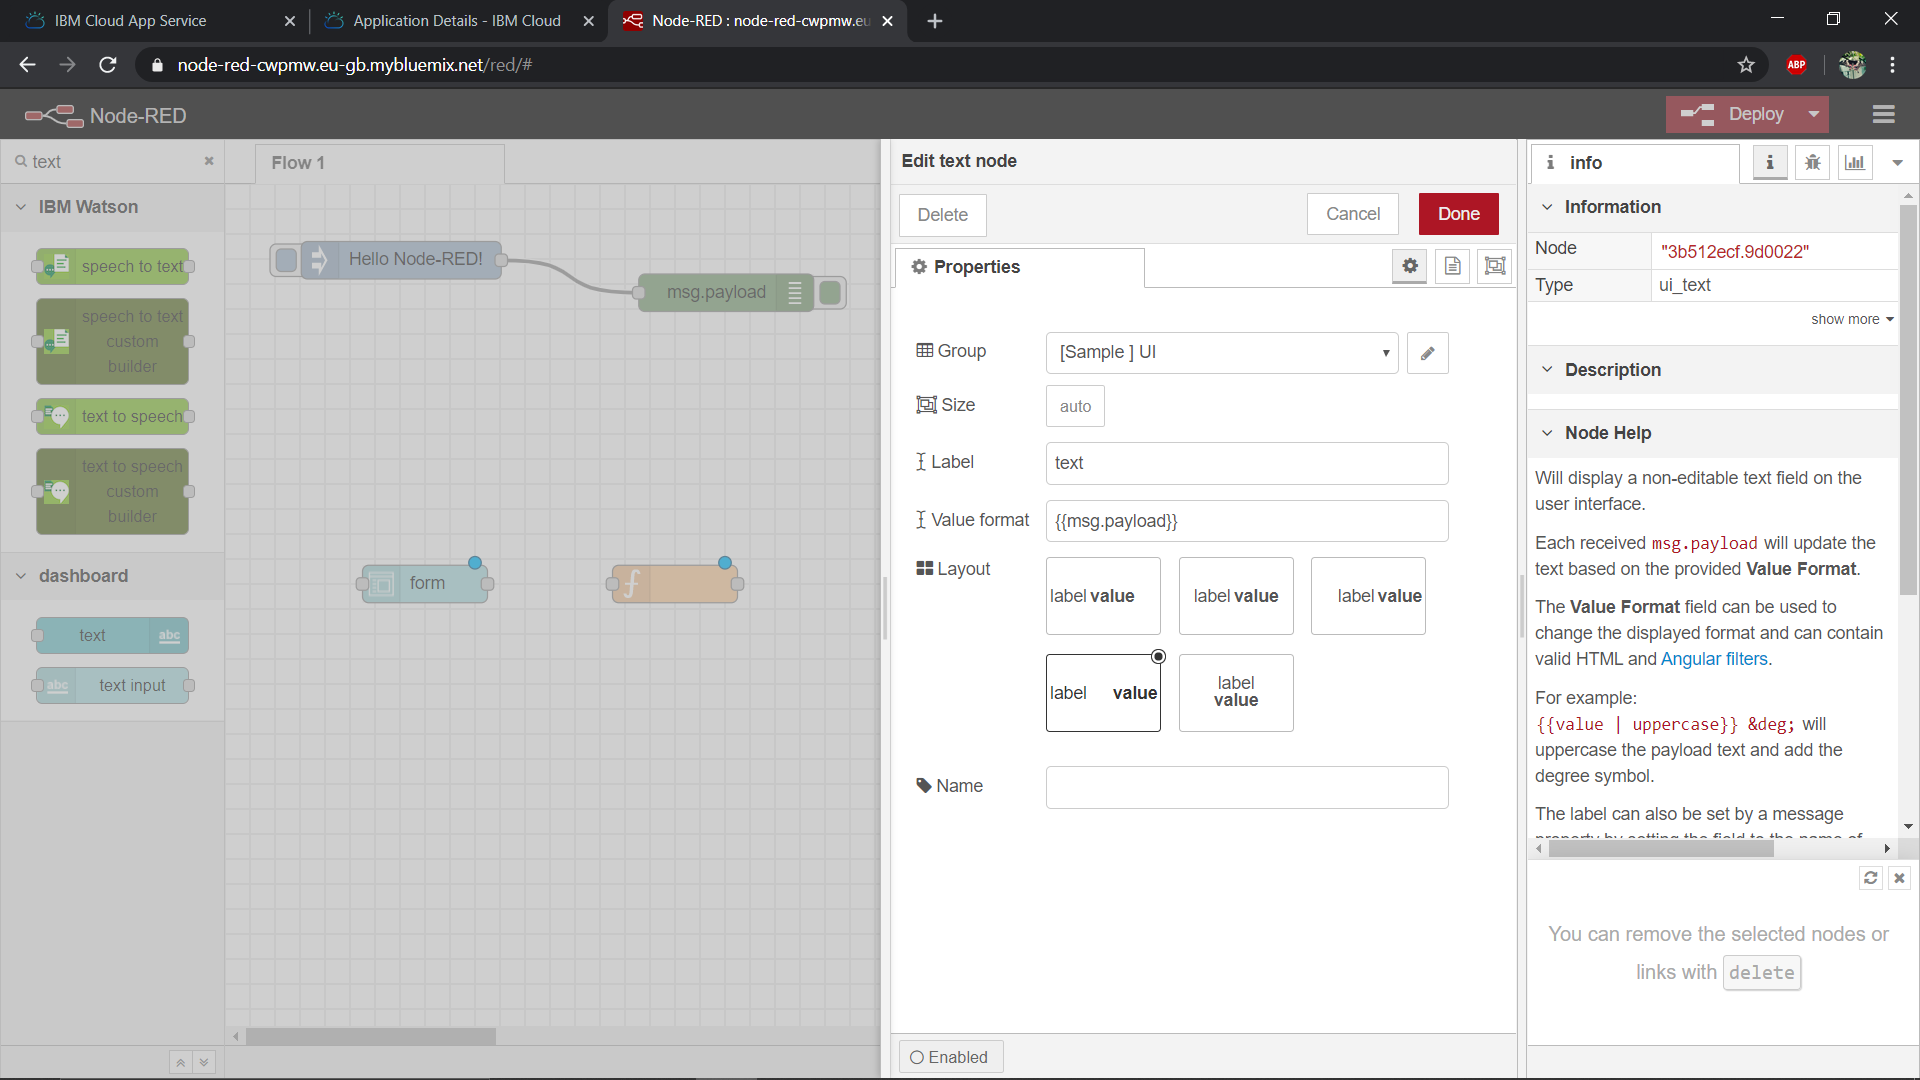 IBM Cloud App Service
Application Details - IBM Cloud
Node-RED : node-red-cwpmw.eu
node-red-cwpmw.eu-gb.mybluemix.net/red/#
ABP
Node-RED
Deploy
text
IBM Watson
speech to text
speech to text
custom
builder
text to speech
text to speech
custom
builder
dashboard
text
abc
abc
text input
Flow 1
Hello Node-RED!
msg.payload
form
Edit text node
Delete
Cancel
Done
Properties
Group
[Sample ] UI
Size
auto
Label
text
Value format
{{msg.payload}}
Layout
label value
label value
label value
label value
label
value
Name
Enabled
info
Information
Node
"3b512ecf.9d0022"
Type
ui_text
show more
Description
Node Help
Will display a non-editable text field on the
user interface.
Each received msg.payload will update the
text based on the provided Value Format.
The Value Format field can be used to
change the displayed format and can contain
valid HTML and Angular filters.
For example:
{{value | uppercase}} &deg; will
uppercase the payload text and add the
degree symbol.
The label can also be set by a message
property by setting the field to the name of
You can remove the selected nodes or
links with delete